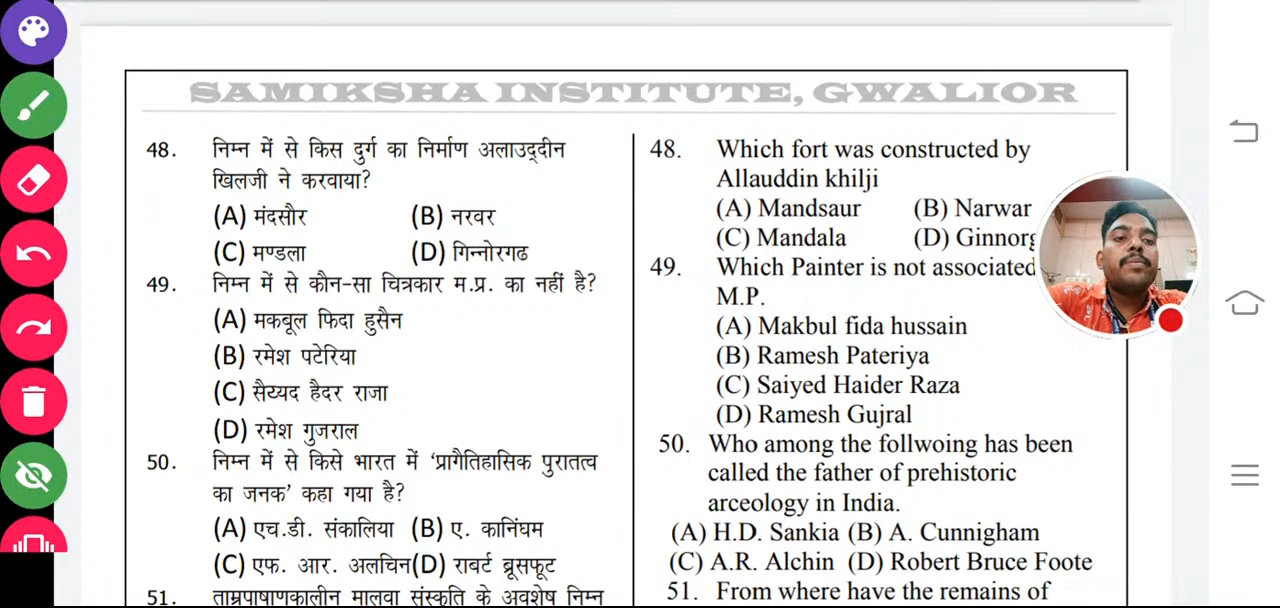 SAMIKSHA INSTITUTE, GWALIOR
48. निम्न में से किस दुर्ग का निर्माण अलाउद्दीन
खिलजी ने करवाया?
(A) मंदसौर (B) नरवर
(C) मण्डला (D) गिन्नोरगढ
49. निम्न में से कौन-सा चित्रकार म.प्र. का नहीं है?
(A) मकबूल फिदा हुसैन
(B) रमेश पटेरिया
(C) सैय्यद हैदर राजा
(D) रमेश गुजराल
50. निम्न में से किसे भारत में ‘प्रागैतिहासिक पुरातत्व
का जनक’ कहा गया है?
(A) एच.डी. संकालिया (B) ए. कानिंघम
(C) एफ. आर. अलचिन(D) राबर्ट ब्रूसफूट
51. ताम्रपाषाणकालीन मालवा संस्कृति के अवशेष निम्न
48. Which fort was constructed by
Allauddin khilji
(A) Mandsaur (B) Narwar
(C) Mandala (D) Ginnorg
49. Which Painter is not associated
M.P.
(A) Makbul fida hussain
(B) Ramesh Pateriya
(C) Saiyed Haider Raza
(D) Ramesh Gujral
50. Who among the follwoing has been
called the father of prehistoric
arceology in India.
(A) H.D. Sankia (B) A. Cunnigham
(C) A.R. Alchin (D) Robert Bruce Foote
51. From where have the remains of